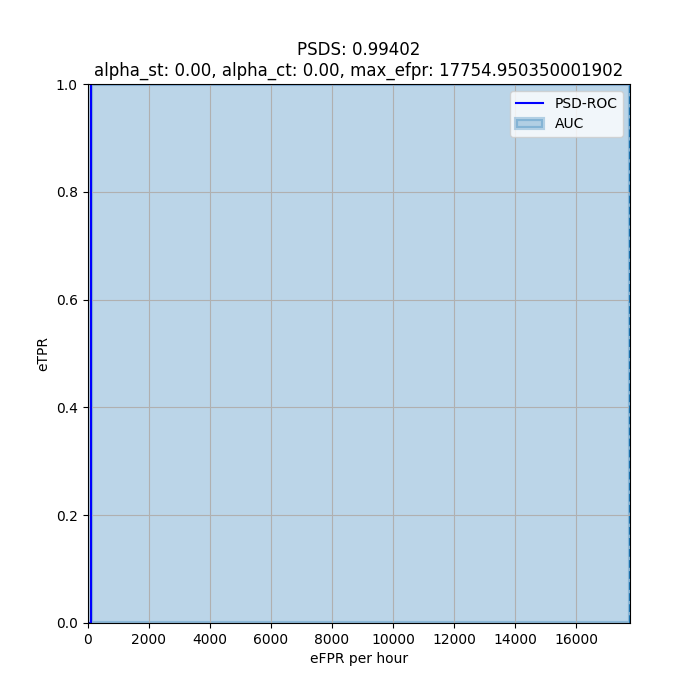 PSDS: 0.99402
alpha_st: 0.00, alpha_ct: 0.00, max_efpr: 17754.950350001902
PSD-ROC
AUC
1.0
0.8
0.6
0.4
0.2
0.0
eTPR
0 2000 4000 6000 8000 10000 12000 14000 16000
eFPR per hour